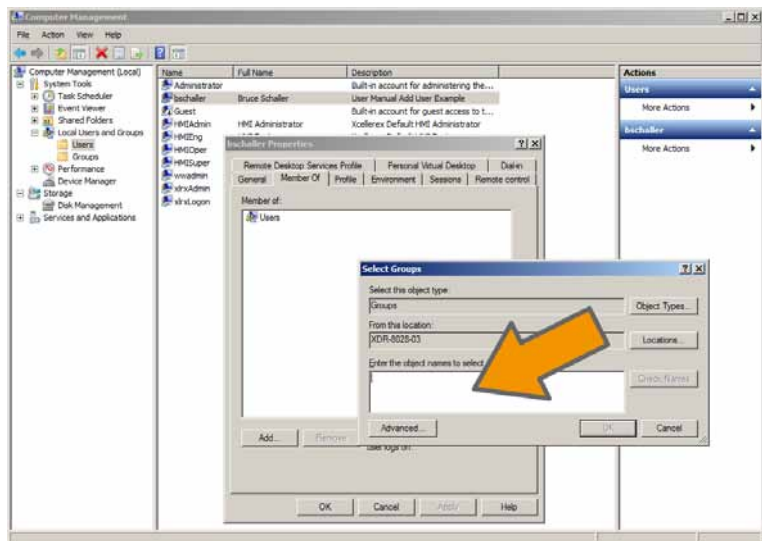 Computer Management
File Action View Help
Computer Management (Local)
System Tools
Task Scheduler
Event Viewer
Shared Folders
Local Users and Groups
Users
Groups
Performance
Device Manager
Storage
Disk Management
Services and Applications
Name Full Name Description
Administrator Built-in account for administering the...
bschaller Bruce Schaller User Manual Add User Example
Guest Built-in account for guest access to t...
HMIAdmin HMI Administrator Xcellerex Default HMI Administrator
HMIEng
HMIOper
HMISuper
wwadmin
xlrxAdmin
xlrxLogon
Actions
Users
More Actions
bschaller
More Actions
bschaller Properties
Remote Desktop Services Profile Personal Virtual Desktop Dial-in
General Member Of Profile Environment Sessions Remote control
Member of:
Users
Add... Remove
user logs on.
OK Cancel Apply Help
Select Groups
Select this object type:
Groups Object Types...
From this location:
XDR-8028-03 Locations...
Enter the object names to select
Check Names
Advanced... OK Cancel